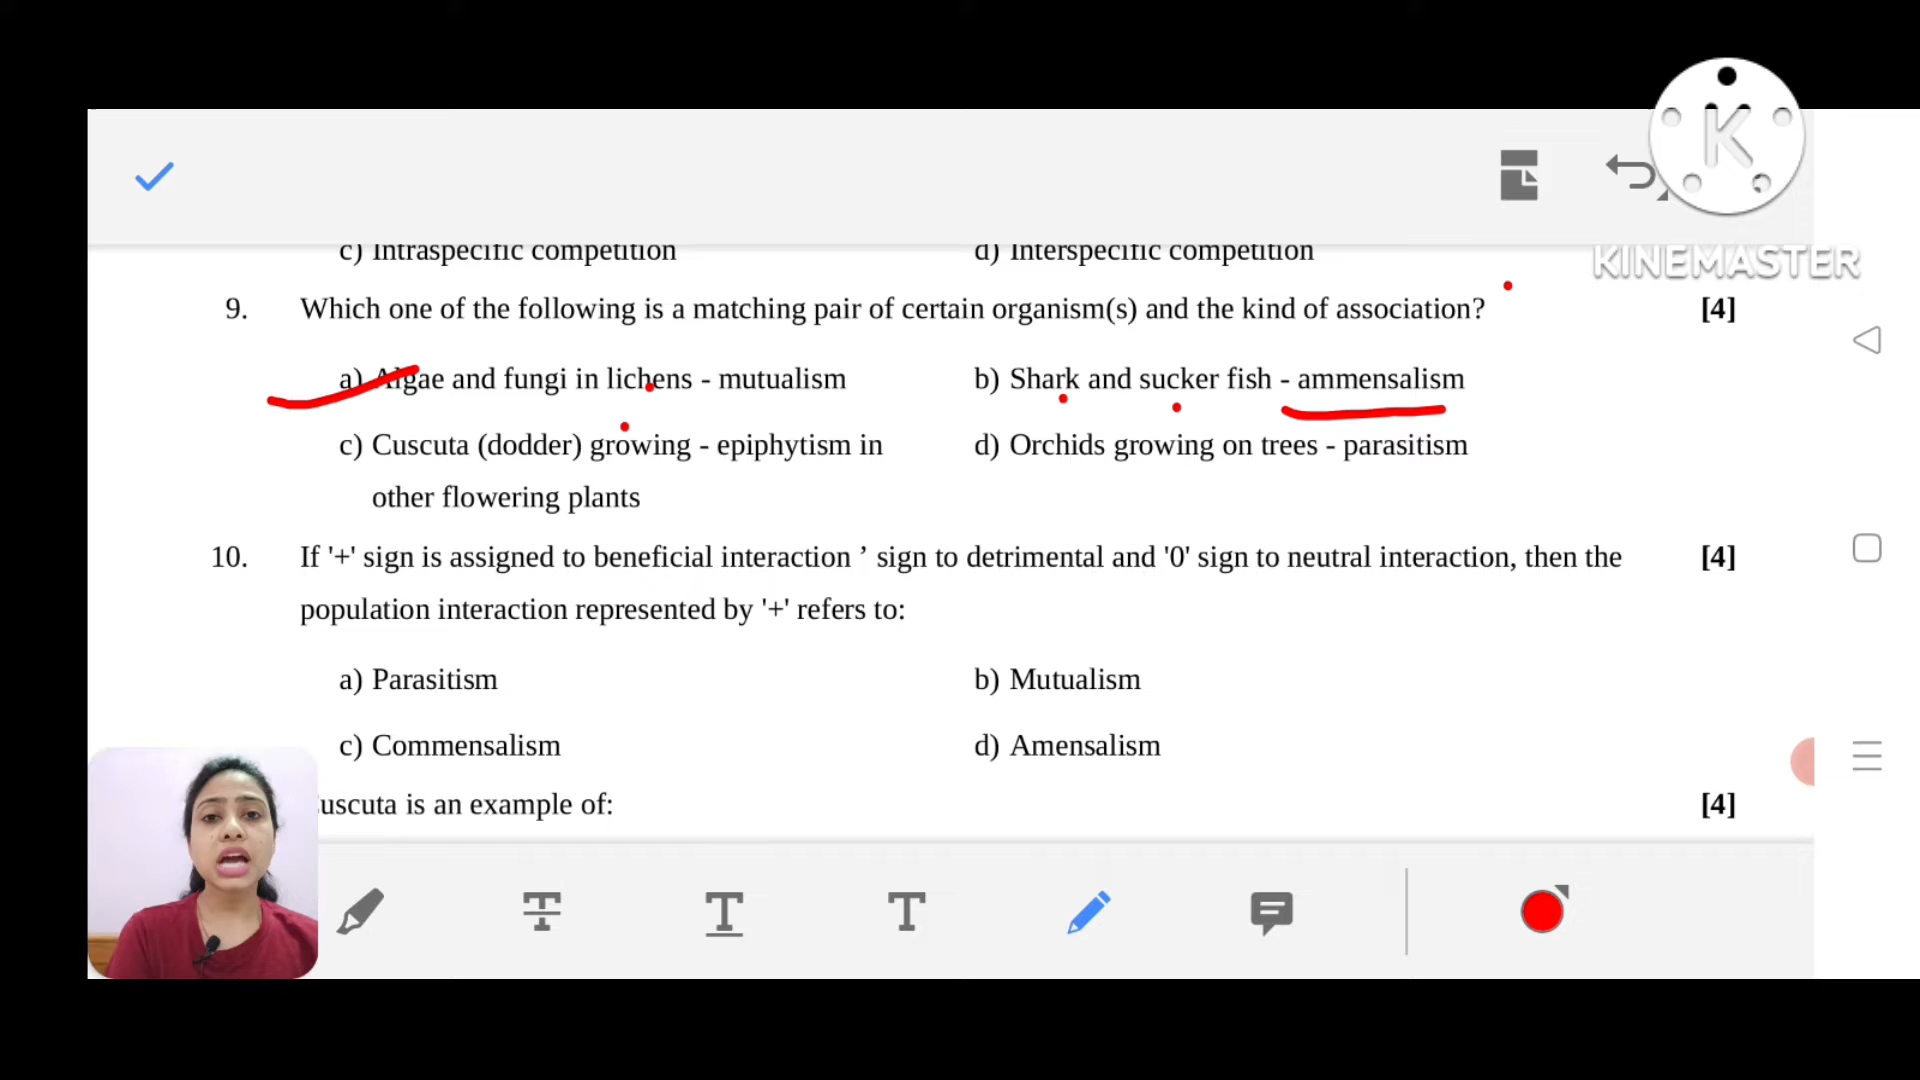 K
KINEMASTER
c) Intraspecific competition d) Interspecific competition
9. Which one of the following is a matching pair of certain organism(s) and the kind of association? [4]
a) Algae and fungi in lichens - mutualism b) Shark and sucker fish - ammensalism
c) Cuscuta (dodder) growing - epiphytism in d) Orchids growing on trees - parasitism
other flowering plants
10. If '+' sign is assigned to beneficial interaction ’ sign to detrimental and '0' sign to neutral interaction, then the [4]
population interaction represented by '+' refers to:
a) Parasitism b) Mutualism
c) Commensalism d) Amensalism
Cuscuta is an example of: [4]